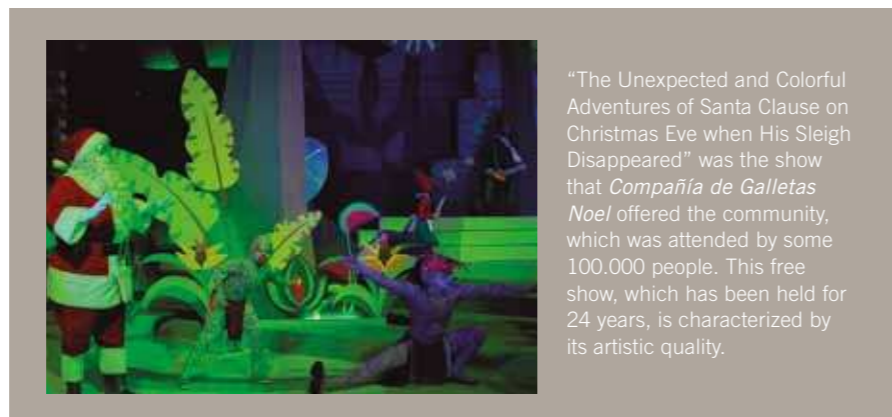 “The Unexpected and Colorful
Adventures of Santa Clause on
Christmas Eve when His Sleigh
Disappeared” was the show
that Compañía de Galletas
Noel offered the community,
which was attended by some
100.000 people. This free
show, which has been held for
24 years, is characterized by
its artistic quality.